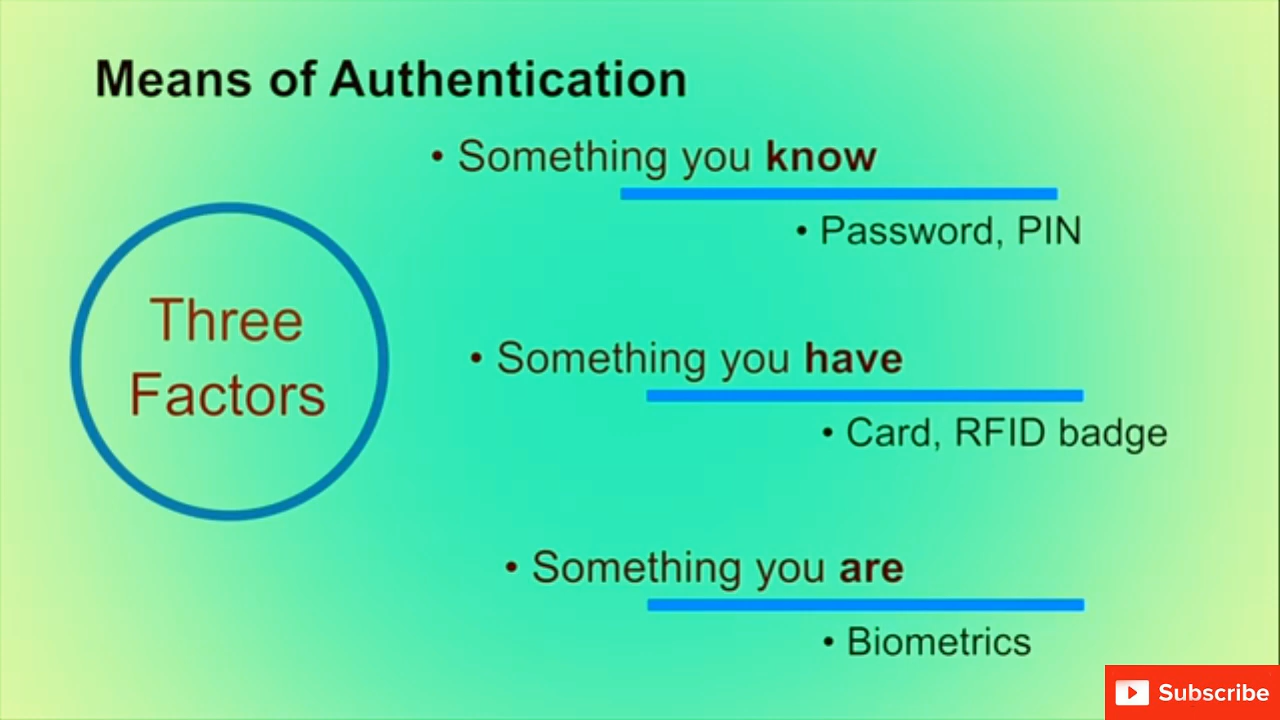 Means of Authentication
• Something you know
• Password, PIN
Three
Factors
• Something you have
• Card, RFID badge
• Something you are
• Biometrics
Subscribe